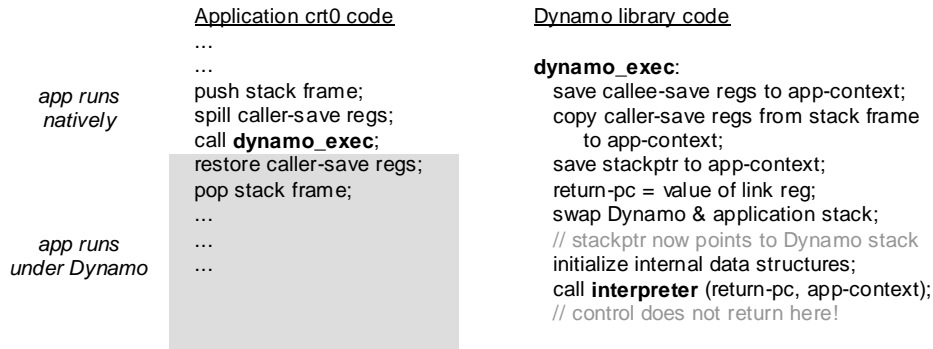 Application crt0 code
...
...
push stack frame;
spill caller-save regs;
call dynamo_exec;
restore caller-save regs;
pop stack frame;
...
...
...
app runs
natively
app runs
under Dynamo
Dynamo library code
dynamo_exec:
save callee-save regs to app-context;
copy caller-save regs from stack frame
to app-context;
save stackptr to app-context;
return-pc = value of link reg;
swap Dynamo & application stack;
// stackptr now points to Dynamo stack
initialize internal data structures;
call interpreter (return-pc, app-context);
// control does not return here!